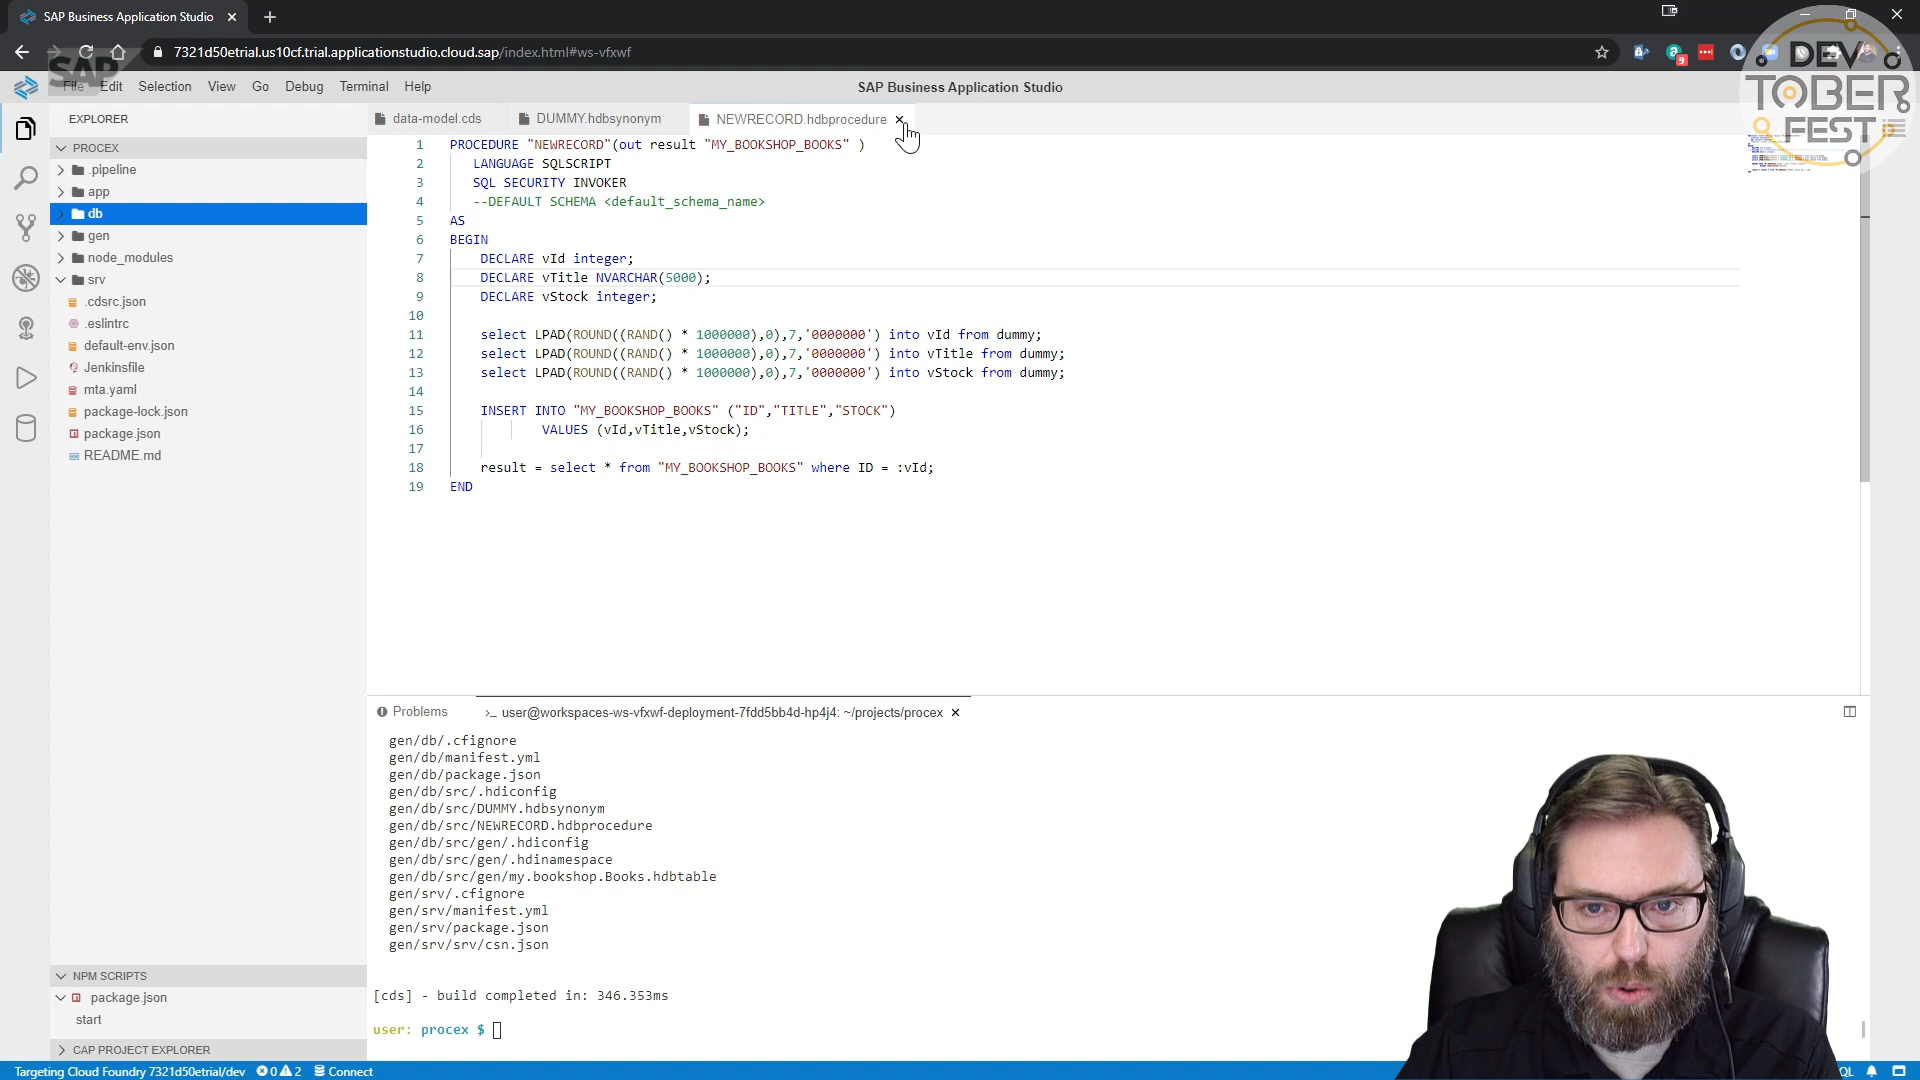 SAP Business Application Studio
7321d50etrial.us10cf.trial.applicationstudio.cloud.sap/index.html#ws-vfxwf
9
SAP
DEV
TOBER
FEST
File Edit Selection View Go Debug Terminal Help
SAP Business Application Studio
EXPLORER
PROCEX
.pipeline
app
db
gen
node_modules
srv
.cdsrc.json
.eslintrc
default-env.json
Jenkinsfile
mta.yaml
package-lock.json
package.json
README.md
NPM SCRIPTS
package.json
start
CAP PROJECT EXPLORER
data-model.cds DUMMY.hdbsynonym NEWRECORD.hdbprocedure
1 PROCEDURE "NEWRECORD"(out result "MY_BOOKSHOP_BOOKS" )
2 LANGUAGE SQLSCRIPT
3 SQL SECURITY INVOKER
4 --DEFAULT SCHEMA <default_schema_name>
5 AS
6 BEGIN
7 DECLARE vId integer;
8 DECLARE vTitle NVARCHAR(5000);
9 DECLARE vStock integer;
10
11 select LPAD(ROUND((RAND() * 1000000),0),7,'0000000') into vId from dummy;
12 select LPAD(ROUND((RAND() * 1000000),0),7,'0000000') into vTitle from dummy;
13 select LPAD(ROUND((RAND() * 1000000),0),7,'0000000') into vStock from dummy;
14
15 INSERT INTO "MY_BOOKSHOP_BOOKS" ("ID","TITLE","STOCK")
16 VALUES (vId,vTitle,vStock);
17
18 result = select * from "MY_BOOKSHOP_BOOKS" where ID = :vId;
19 END
Problems >_ user@workspaces-ws-vfxwf-deployment-7fdd5bb4d-hp4j4: ~/projects/procex
gen/db/.cfignore
gen/db/manifest.yml
gen/db/package.json
gen/db/src/.hdiconfig
gen/db/src/DUMMY.hdbsynonym
gen/db/src/NEWRECORD.hdbprocedure
gen/db/src/gen/.hdiconfig
gen/db/src/gen/.hdinamespace
gen/db/src/gen/my.bookshop.Books.hdbtable
gen/srv/.cfignore
gen/srv/manifest.yml
gen/srv/package.json
gen/srv/srv/csn.json
[cds] - build completed in: 346.353ms
user: procex $
Targeting Cloud Foundry 7321d50etrial/dev 0 2 Connect
QL